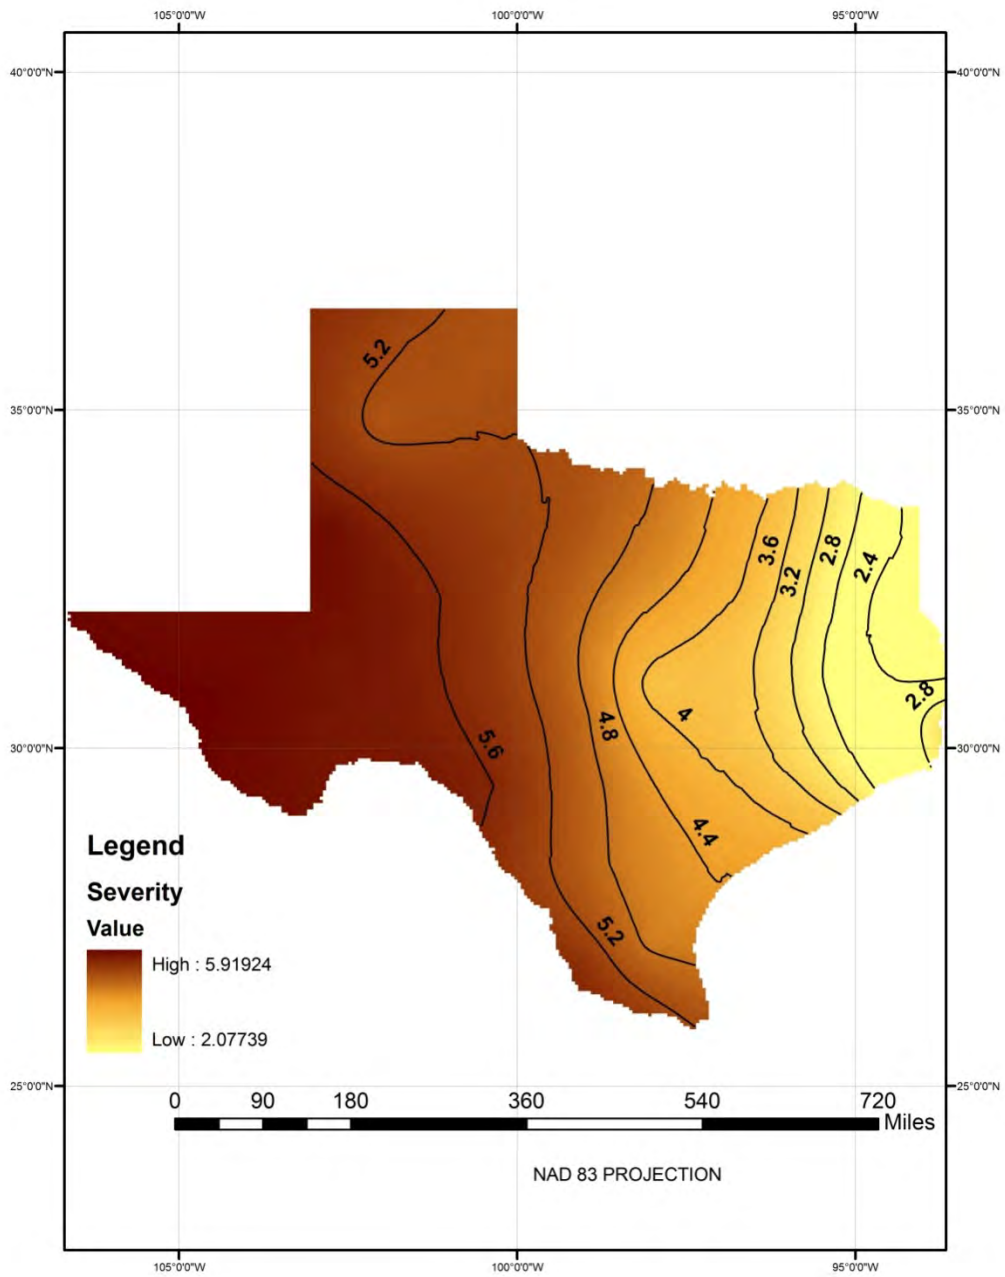 105°0'0"W 100°0'0"W 95°0'0"W
40°0'0"N 40°0'0"N
5.2
35°0'0"N 35°0'0"N
3.6
2.8
2.4
3.2
2.8
4
4.8
5.6
30°0'0"N 30°0'0"N
4.4
5.2
Legend
Severity
Value
High : 5.91924
Low : 2.07739
25°0'0"N 25°0'0"N
0 90 180 360 540 720
Miles
NAD 83 PROJECTION
105°0'0"W 100°0'0"W 95°0'0"W